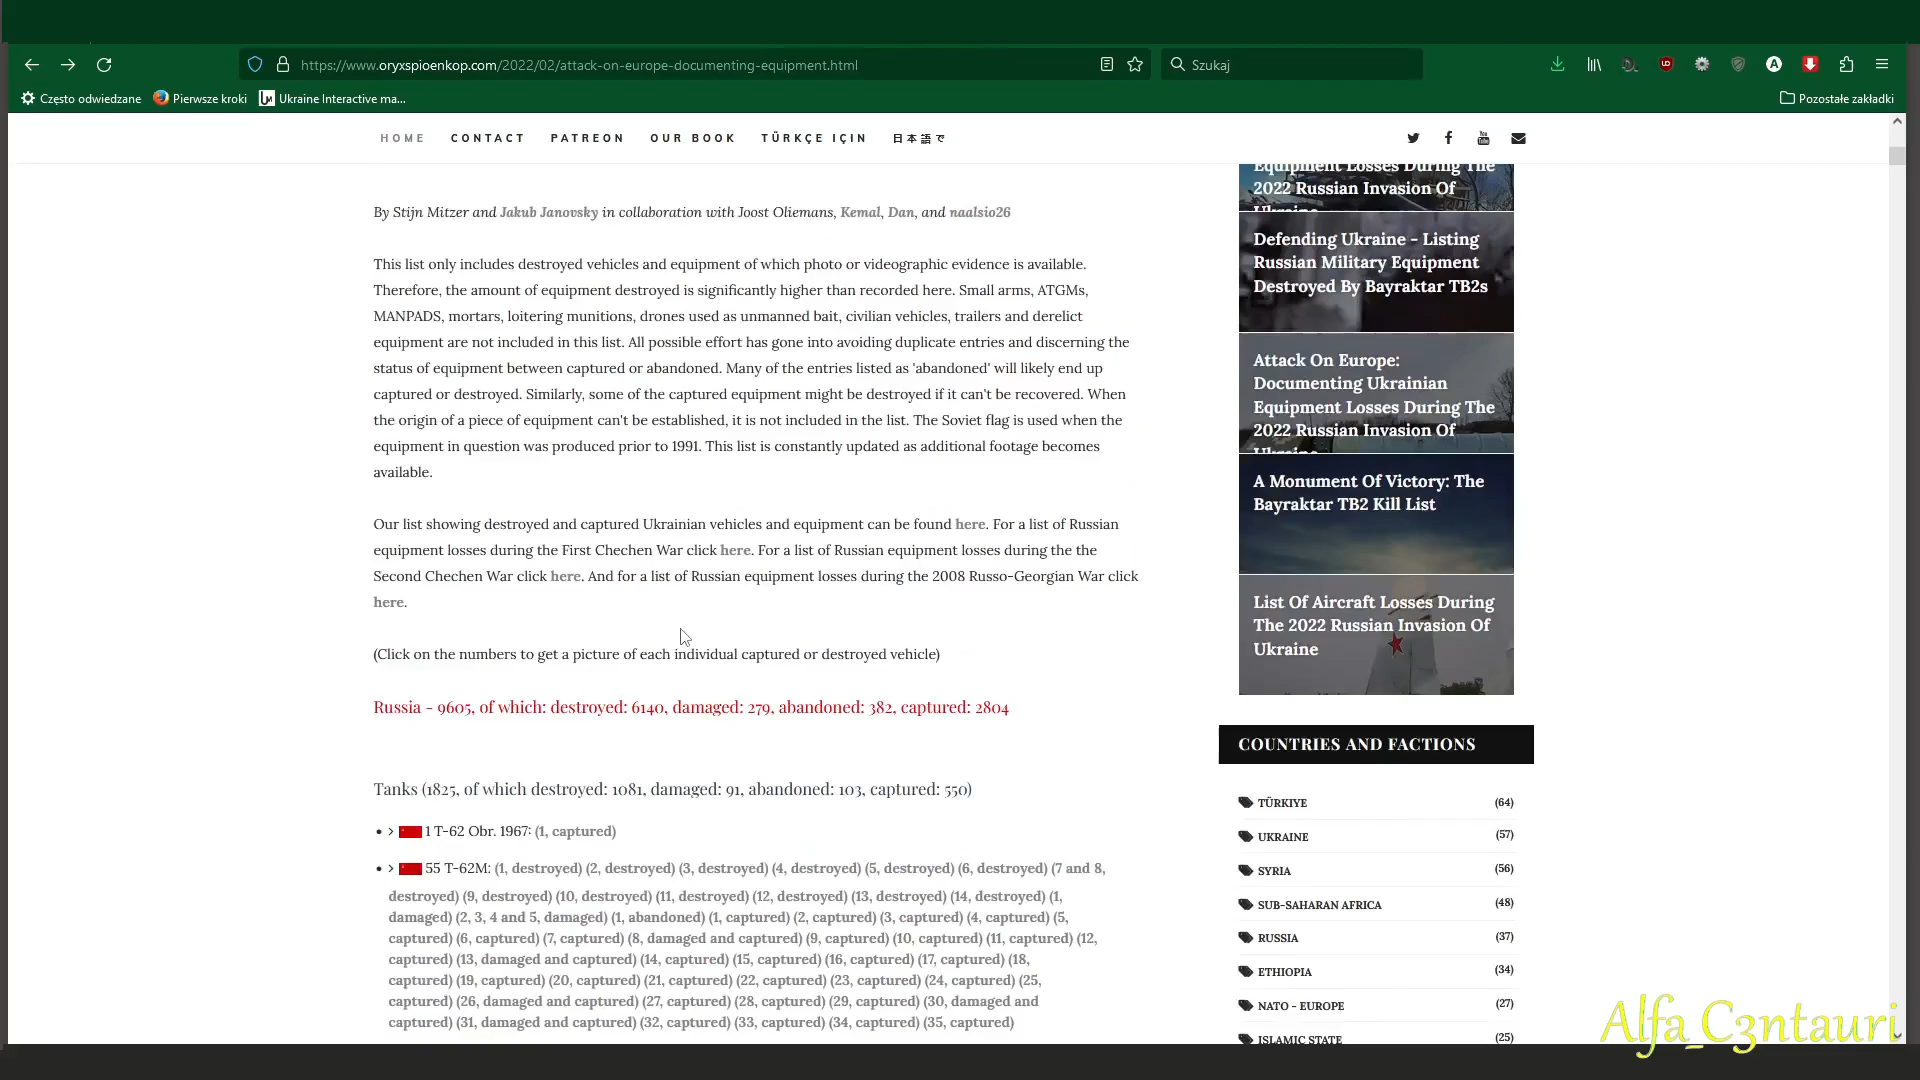 https://www.oryxspioenkop.com/2022/02/attack-on-europe-documenting-equipment.html
Szukaj
Często odwiedzane
Pierwsze kroki
Ukraine Interactive ma...
Pozostałe zakładki
HOME
CONTACT
PATREON
OUR BOOK
TÜRKÇE IÇIN
日本語で
By Stijn Mitzer and Jakub Janovsky in collaboration with Joost Oliemans, Kemal, Dan, and naalsio26
This list only includes destroyed vehicles and equipment of which photo or videographic evidence is available.
Therefore, the amount of equipment destroyed is significantly higher than recorded here. Small arms, ATGMs,
MANPADS, mortars, loitering munitions, drones used as unmanned bait, civilian vehicles, trailers and derelict
equipment are not included in this list. All possible effort has gone into avoiding duplicate entries and discerning the
status of equipment between captured or abandoned. Many of the entries listed as 'abandoned' will likely end up
captured or destroyed. Similarly, some of the captured equipment might be destroyed if it can't be recovered. When
the origin of a piece of equipment can't be established, it is not included in the list. The Soviet flag is used when the
equipment in question was produced prior to 1991. This list is constantly updated as additional footage becomes
available.
Our list showing destroyed and captured Ukrainian vehicles and equipment can be found here. For a list of Russian
equipment losses during the First Chechen War click here. For a list of Russian equipment losses during the the
Second Chechen War click here. And for a list of Russian equipment losses during the 2008 Russo-Georgian War click
here.
(Click on the numbers to get a picture of each individual captured or destroyed vehicle)
Russia - 9605, of which: destroyed: 6140, damaged: 279, abandoned: 382, captured: 2804
Tanks (1825, of which destroyed: 1081, damaged: 91, abandoned: 103, captured: 550)
1 T-62 Obr. 1967: (1, captured)
55 T-62M: (1, destroyed) (2, destroyed) (3, destroyed) (4, destroyed) (5, destroyed) (6, destroyed) (7 and 8,
destroyed) (9, destroyed) (10, destroyed) (11, destroyed) (12, destroyed) (13, destroyed) (14, destroyed) (1,
damaged) (2, 3, 4 and 5, damaged) (1, abandoned) (1, captured) (2, captured) (3, captured) (4, captured) (5,
captured) (6, captured) (7, captured) (8, damaged and captured) (9, captured) (10, captured) (11, captured) (12,
captured) (13, damaged and captured) (14, captured) (15, captured) (16, captured) (17, captured) (18,
captured) (19, captured) (20, captured) (21, captured) (22, captured) (23, captured) (24, captured) (25,
captured) (26, damaged and captured) (27, captured) (28, captured) (29, captured) (30, damaged and
captured) (31, damaged and captured) (32, captured) (33, captured) (34, captured) (35, captured)
Equipment Losses During The
2022 Russian Invasion Of
Ukraine
Defending Ukraine - Listing
Russian Military Equipment
Destroyed By Bayraktar TB2s
Attack On Europe:
Documenting Ukrainian
Equipment Losses During The
2022 Russian Invasion Of
Ukraine
A Monument Of Victory: The
Bayraktar TB2 Kill List
List Of Aircraft Losses During
The 2022 Russian Invasion Of
Ukraine
COUNTRIES AND FACTIONS
TÜRKIYE (64)
UKRAINE (57)
SYRIA (56)
SUB-SAHARAN AFRICA (48)
RUSSIA (37)
ETHIOPIA (34)
NATO - EUROPE (27)
ISLAMIC STATE (25)
Alfa_C3ntauri